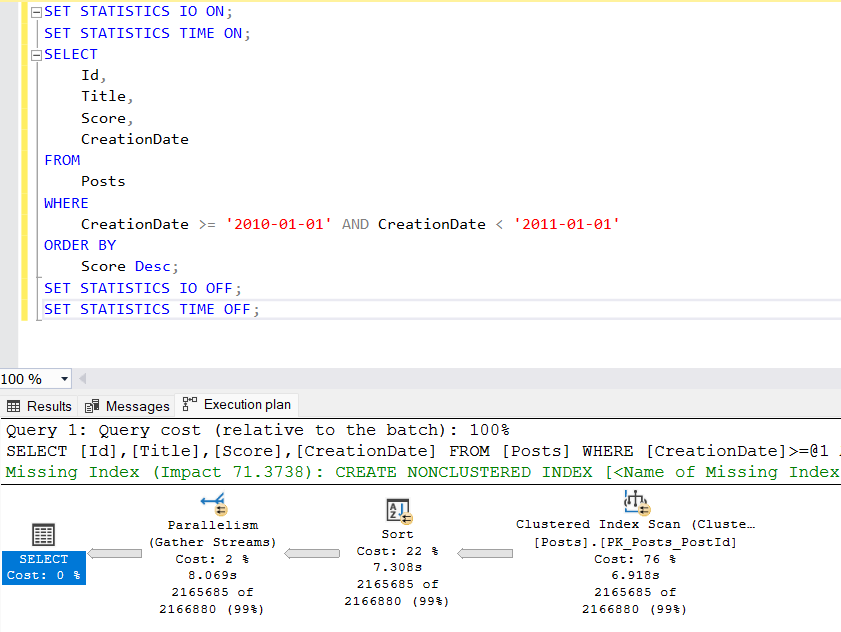 SET STATISTICS IO ON;
SET STATISTICS TIME ON;
SELECT
Id,
Title,
Score,
CreationDate
FROM
Posts
WHERE
CreationDate >= '2010-01-01' AND CreationDate < '2011-01-01'
ORDER BY
Score Desc;
SET STATISTICS IO OFF;
SET STATISTICS TIME OFF;
100 %
Results Messages Execution plan
Query 1: Query cost (relative to the batch): 100%
SELECT [Id],[Title],[Score],[CreationDate] FROM [Posts] WHERE [CreationDate]>=@1
Missing Index (Impact 71.3738): CREATE NONCLUSTERED INDEX [<Name of Missing Index
SELECT
Cost: 0 %
Parallelism
(Gather Streams)
Cost: 2 %
8.069s
2165685 of
2166880 (99%)
Sort
Cost: 22 %
7.308s
2165685 of
2166880 (99%)
Clustered Index Scan (Cluste…
[Posts].[PK_Posts_PostId]
Cost: 76 %
6.918s
2165685 of
2166880 (99%)